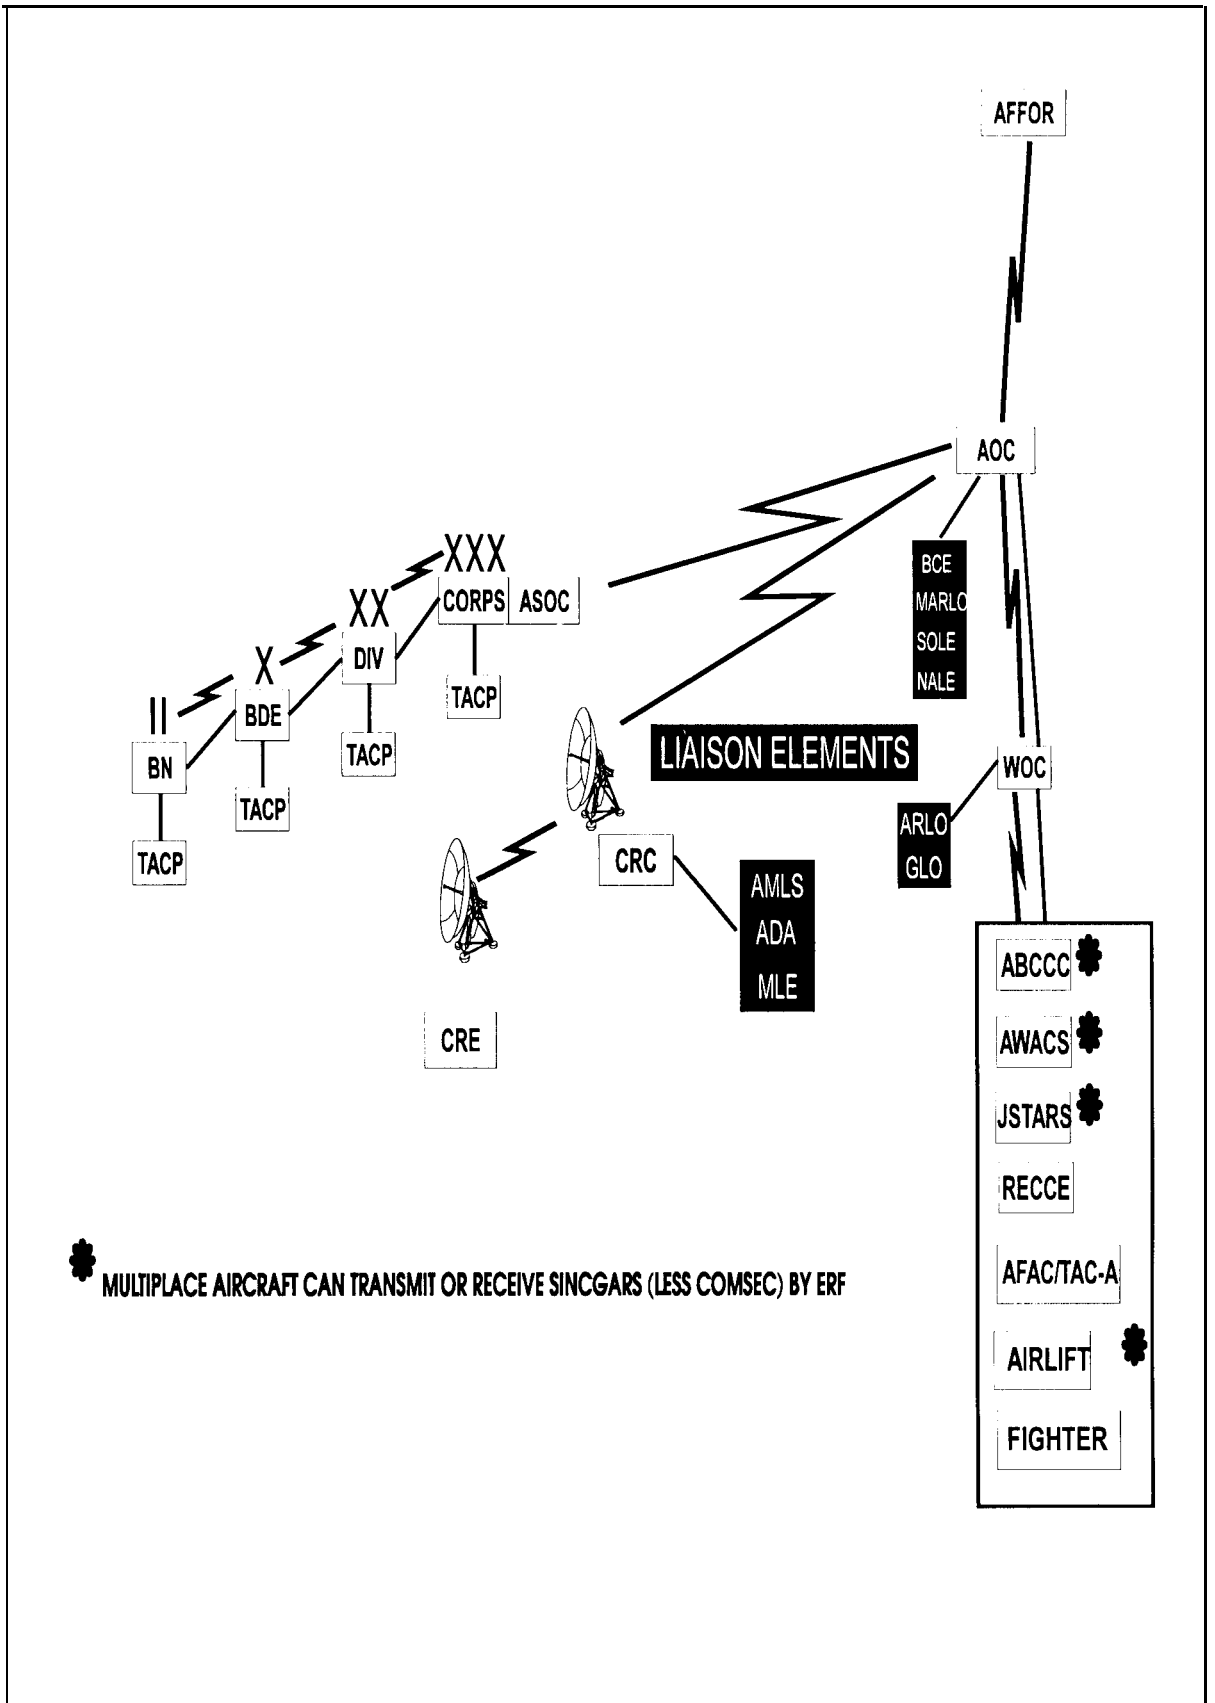 AFFOR
AOC
XXX
CORPS ASOC
XX
DIV
X
BDE
II
BN
TACP
TACP
TACP
TACP
BCE
MARLO
SOLE
NALE
LIAISON ELEMENTS
WOC
ARLO
GLO
CRC
AMLS
ADA
MLE
CRE
ABCCC
AWACS
JSTARS
RECCE
AFAC/TAC-A
AIRLIFT
FIGHTER
MULTIPLACE AIRCRAFT CAN TRANSMIT OR RECEIVE SINCGARS (LESS COMSEC) BY ERF